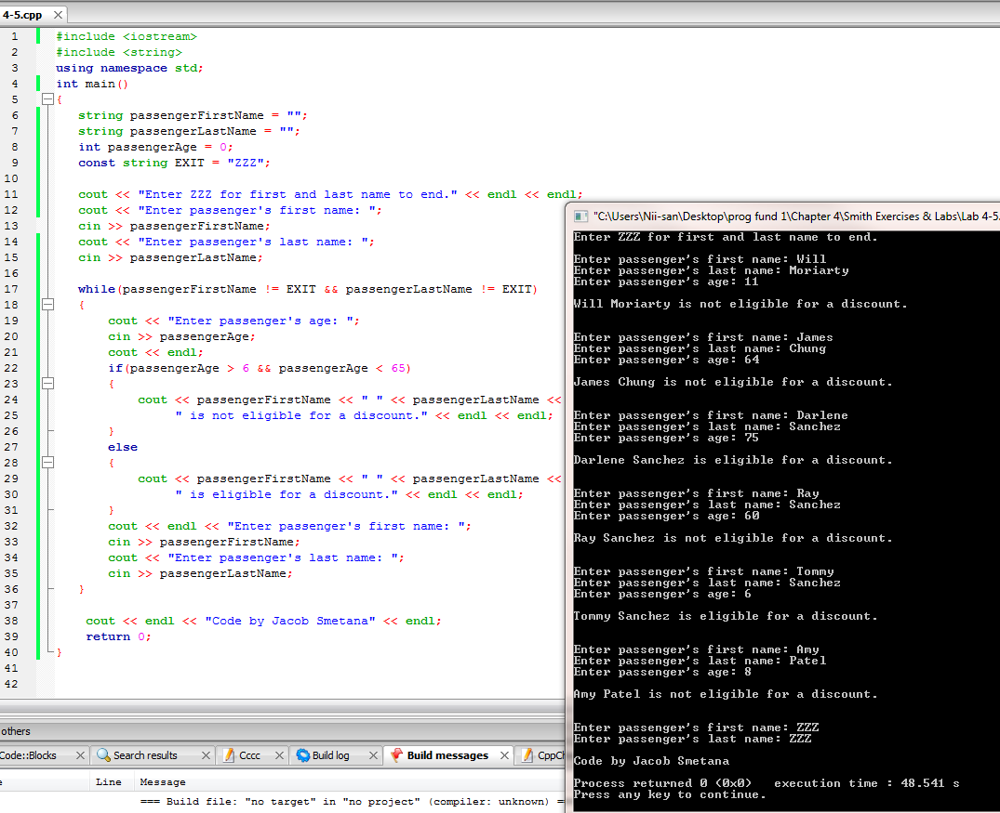 4-5.cpp
1 #include <iostream>
2 #include <string>
3 using namespace std;
4 int main()
5 {
6 string passengerFirstName = "";
7 string passengerLastName = "";
8 int passengerAge = 0;
9 const string EXIT = "ZZZ";
10
11 cout << "Enter ZZZ for first and last name to end." << endl << endl;
12 cout << "Enter passenger's first name: ";
13 cin >> passengerFirstName;
14 cout << "Enter passenger's last name: ";
15 cin >> passengerLastName;
16
17 while(passengerFirstName != EXIT && passengerLastName != EXIT)
18 {
19 cout << "Enter passenger's age: ";
20 cin >> passengerAge;
21 cout << endl;
22 if(passengerAge > 6 && passengerAge < 65)
23 {
24 cout << passengerFirstName << " " << passengerLastName <<
25 " is not eligible for a discount." << endl << endl;
26 }
27 else
28 {
29 cout << passengerFirstName << " " << passengerLastName <<
30 " is eligible for a discount." << endl << endl;
31 }
32 cout << endl << "Enter passenger's first name: ";
33 cin >> passengerFirstName;
34 cout << "Enter passenger's last name: ";
35 cin >> passengerLastName;
36 }
37
38 cout << endl << "Code by Jacob Smetana" << endl;
39 return 0;
40 }
41
42
"C:\Users\Nii-san\Desktop\prog fund 1\Chapter 4\Smith Exercises & Labs\Lab 4-5.
Enter ZZZ for first and last name to end.
Enter passenger's first name: Will
Enter passenger's last name: Moriarty
Enter passenger's age: 11
Will Moriarty is not eligible for a discount.
Enter passenger's first name: James
Enter passenger's last name: Chung
Enter passenger's age: 64
James Chung is not eligible for a discount.
Enter passenger's first name: Darlene
Enter passenger's last name: Sanchez
Enter passenger's age: 75
Darlene Sanchez is eligible for a discount.
Enter passenger's first name: Ray
Enter passenger's last name: Sanchez
Enter passenger's age: 60
Ray Sanchez is not eligible for a discount.
Enter passenger's first name: Tommy
Enter passenger's last name: Sanchez
Enter passenger's age: 6
Tommy Sanchez is eligible for a discount.
Enter passenger's first name: Amy
Enter passenger's last name: Patel
Enter passenger's age: 8
Amy Patel is not eligible for a discount.
Enter passenger's first name: ZZZ
Enter passenger's last name: ZZZ
Code by Jacob Smetana
Process returned 0 (0x0) execution time : 48.541 s
Press any key to continue.
others
Code::Blocks Search results Cccc Build log Build messages CppCh
Line Message
=== Build file: "no target" in "no project" (compiler: unknown) =